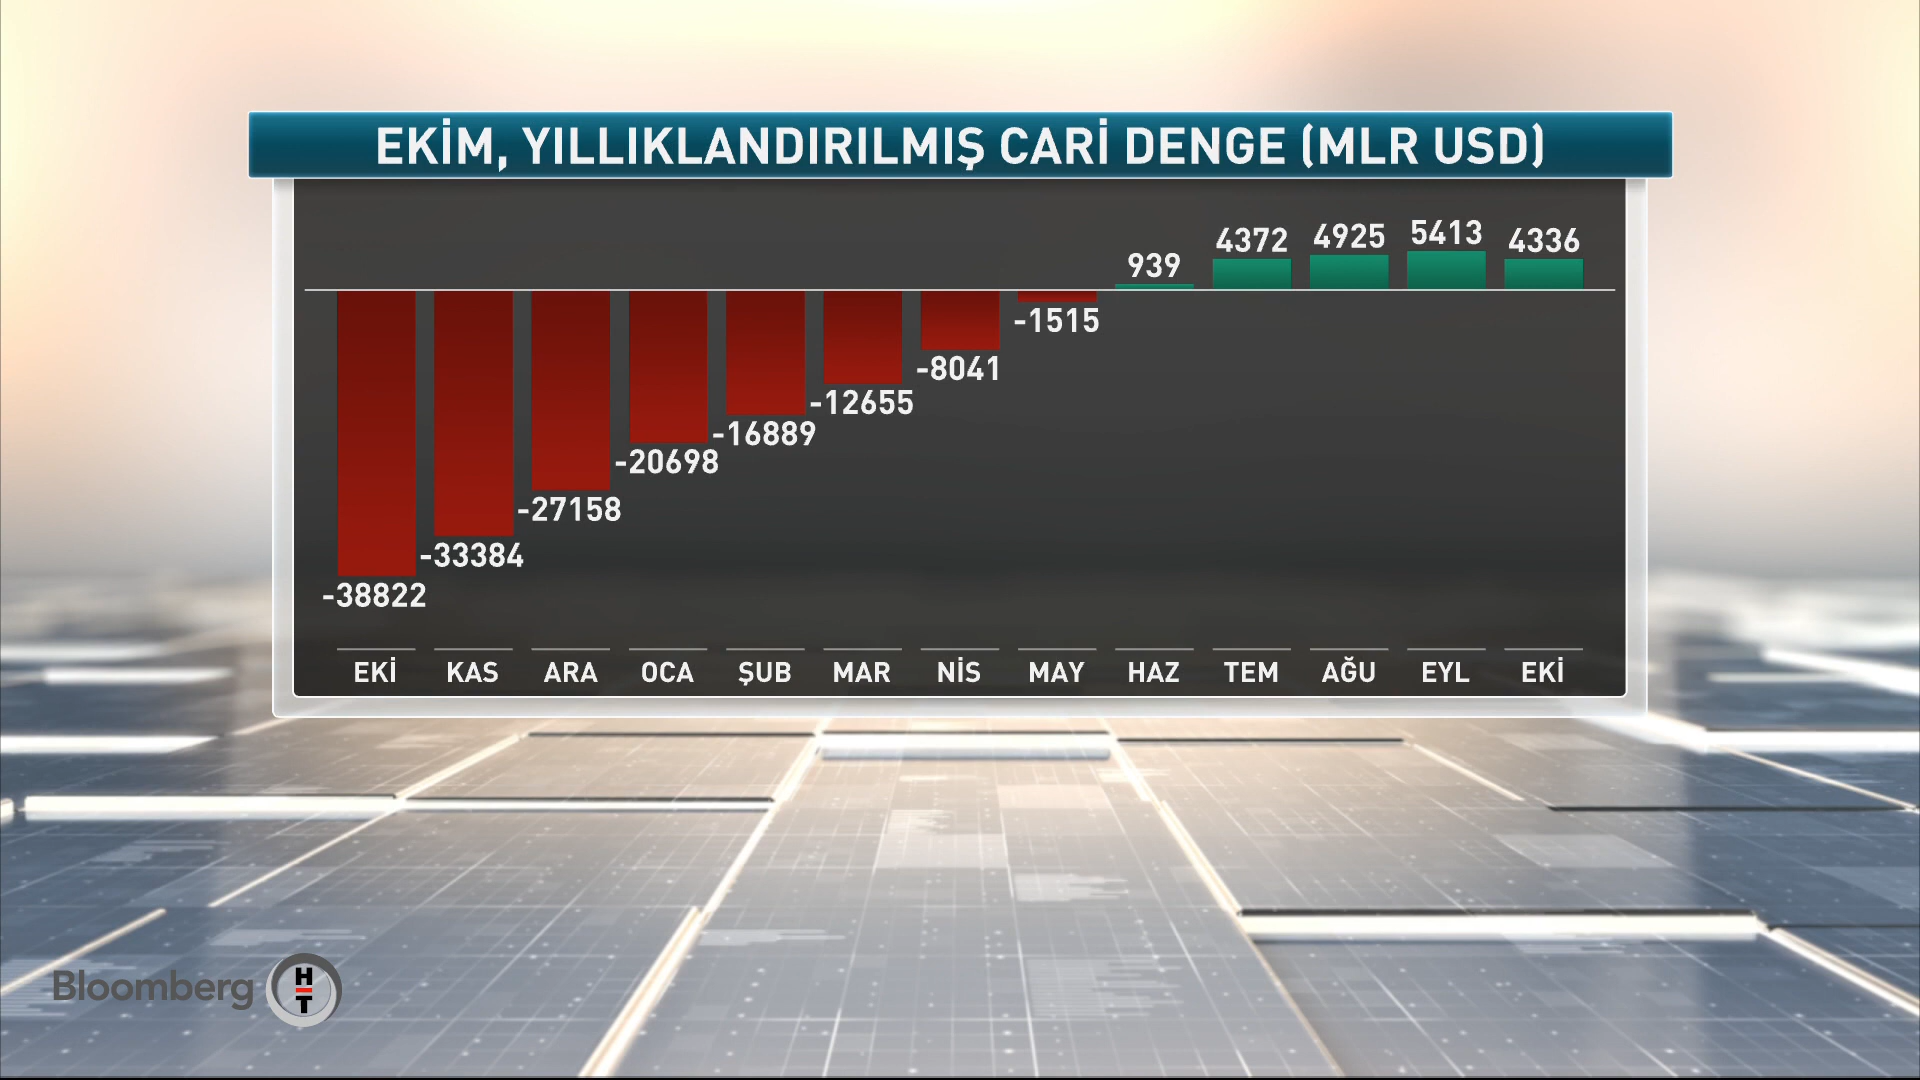 EKİM, YILLIKLANDIRILMIŞ CARİ DENGE (MLR USD)
939 4372 4925 5413 4336
-38822 -33384 -27158 -20698 -16889 -12655 -8041 -1515
EKİ KAS ARA OCA ŞUB MAR NİS MAY HAZ TEM AĞU EYL EKİ
Bloomberg HT